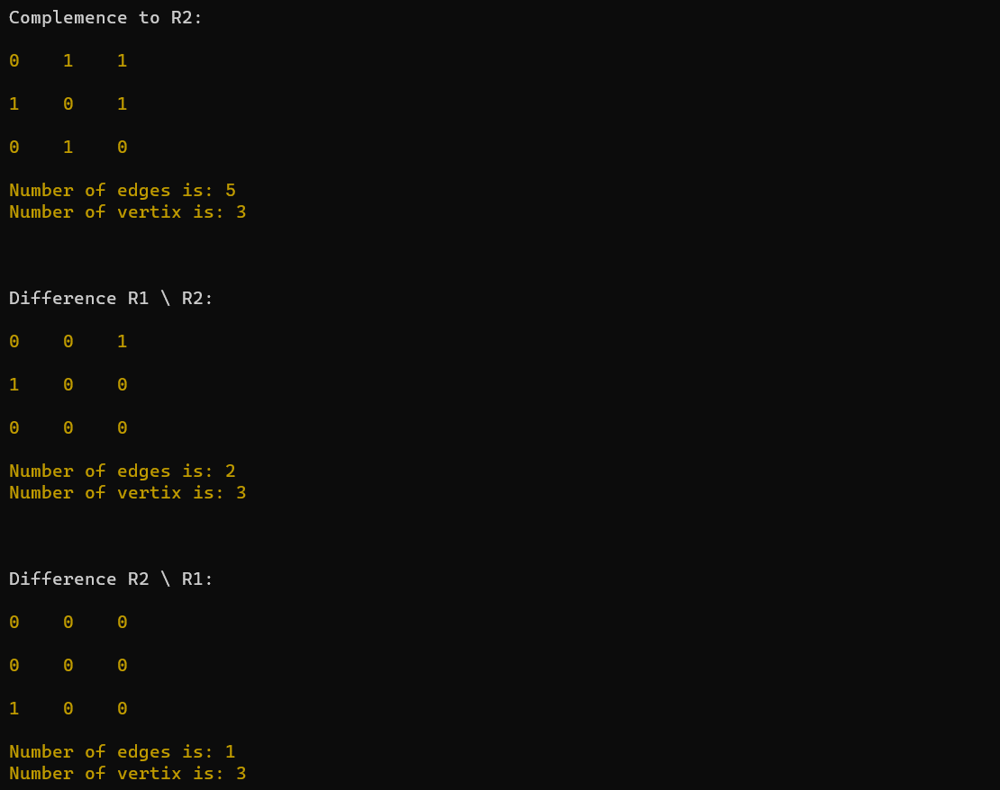 Complemence to R2:
0 1 1
1 0 1
0 1 0
Number of edges is: 5
Number of vertix is: 3
Difference R1 \ R2:
0 0 1
1 0 0
0 0 0
Number of edges is: 2
Number of vertix is: 3
Difference R2 \ R1:
0 0 0
0 0 0
1 0 0
Number of edges is: 1
Number of vertix is: 3